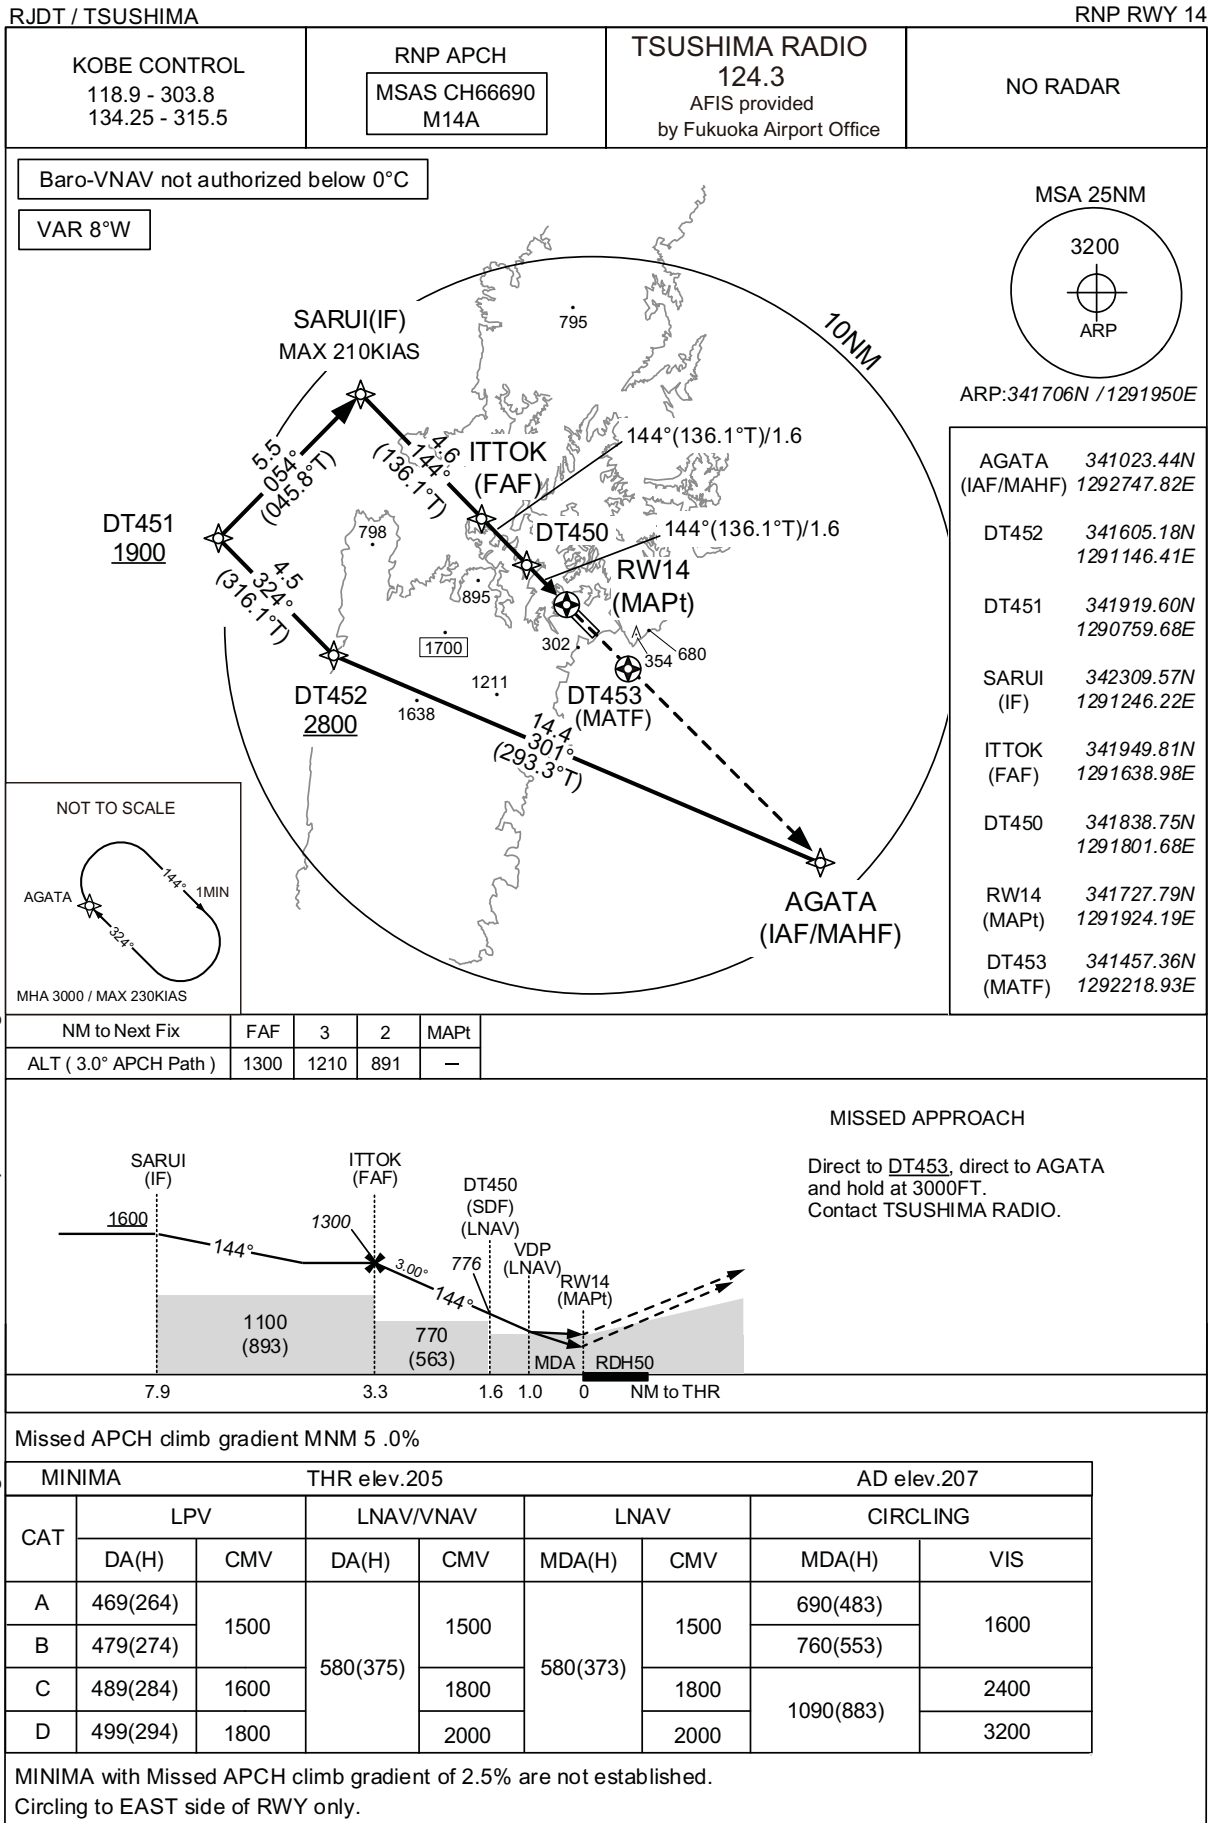 RJDT / TSUSHIMA
RNP RWY 14
KOBE CONTROL
118.9 - 303.8
134.25 - 315.5
RNP APCH
MSAS CH66690
M14A
TSUSHIMA RADIO
124.3
AFIS provided
by Fukuoka Airport Office
NO RADAR
Baro-VNAV not authorized below 0°C
VAR 8°W
MSA 25NM
3200
ARP
ARP:341706N / 1291950E
10NM
795
SARUI(IF)
MAX 210KIAS
5.5
054°
(045.8°T)
4.6
144°
(136.1°T)
ITTOK
(FAF)
144°(136.1°T)/1.6
DT451
1900
798
DT450
144°(136.1°T)/1.6
4.5
324°
(316.1°T)
895
RW14
(MAPt)
1700
302
354
680
DT452
2800
1211
1638
DT453
(MATF)
14.4
301°
(293.3°T)
AGATA
(IAF/MAHF)
AGATA 341023.44N
(IAF/MAHF) 1292747.82E
DT452 341605.18N
1291146.41E
DT451 341919.60N
1290759.68E
SARUI 342309.57N
(IF) 1291246.22E
ITTOK 341949.81N
(FAF) 1291638.98E
DT450 341838.75N
1291801.68E
RW14 341727.79N
(MAPt) 1291924.19E
DT453 341457.36N
(MATF) 1292218.93E
NOT TO SCALE
AGATA
144°
1MIN
324°
MHA 3000 / MAX 230KIAS
NM to Next Fix FAF 3 2 MAPt
ALT ( 3.0° APCH Path ) 1300 1210 891 —
MISSED APPROACH
Direct to DT453, direct to AGATA
and hold at 3000FT.
Contact TSUSHIMA RADIO.
SARUI
(IF)
1600
144°
ITTOK
(FAF)
1300
3.00°
144°
DT450
(SDF)
(LNAV)
776
VDP
(LNAV)
RW14
(MAPt)
1100
(893)
770
(563)
MDA
RDH50
7.9 3.3 1.6 1.0 0 NM to THR
Missed APCH climb gradient MNM 5 .0%
MINIMA THR elev.205 AD elev.207
CAT LPV LNAV/VNAV LNAV CIRCLING
DA(H) CMV DA(H) CMV MDA(H) CMV MDA(H) VIS
A 469(264) 1500 580(375) 1500 580(373) 1500 690(483) 1600
B 479(274) 760(553)
C 489(284) 1600 1800 1800 1090(883) 2400
D 499(294) 1800 2000 2000 3200
MINIMA with Missed APCH climb gradient of 2.5% are not established.
Circling to EAST side of RWY only.